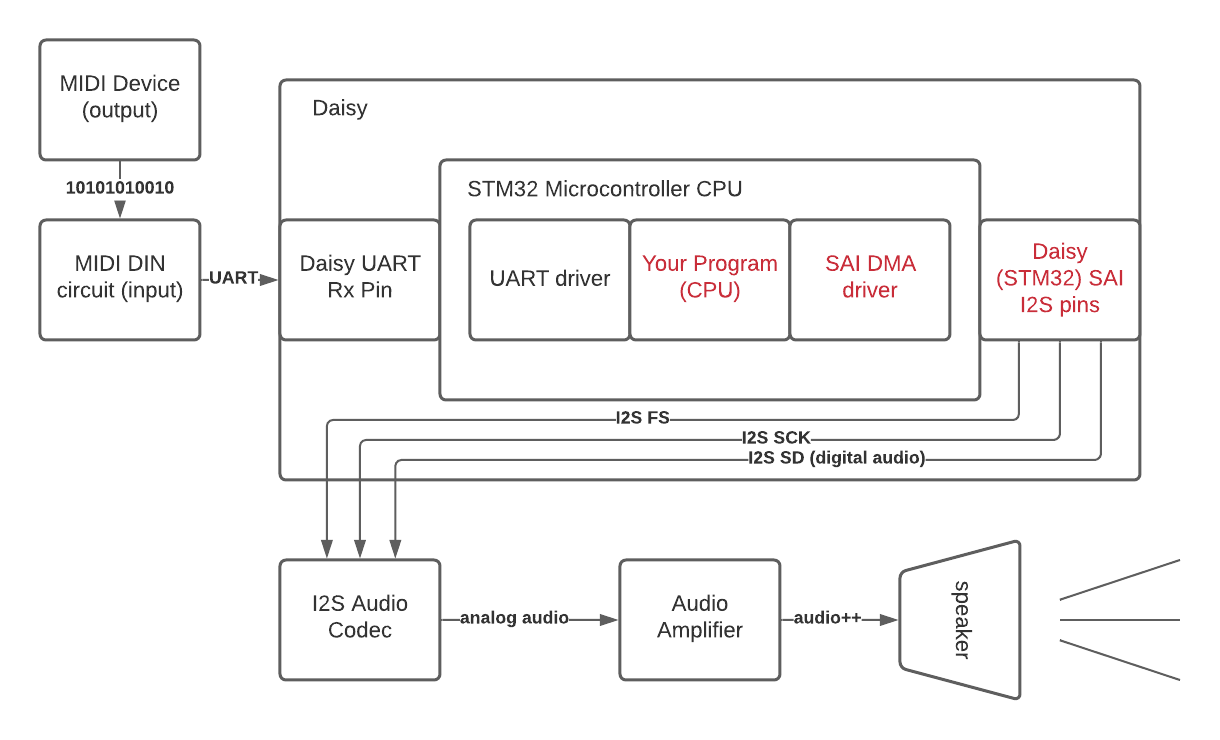 MIDI Device
(output)
10101010010
MIDI DIN
circuit (input)
UART
Daisy
STM32 Microcontroller CPU
Daisy UART
Rx Pin
UART driver
Your Program
(CPU)
SAI DMA
driver
Daisy
(STM32) SAI
I2S pins
I2S FS
I2S SCK
I2S SD (digital audio)
I2S Audio
Codec
analog audio
Audio
Amplifier
audio++
speaker